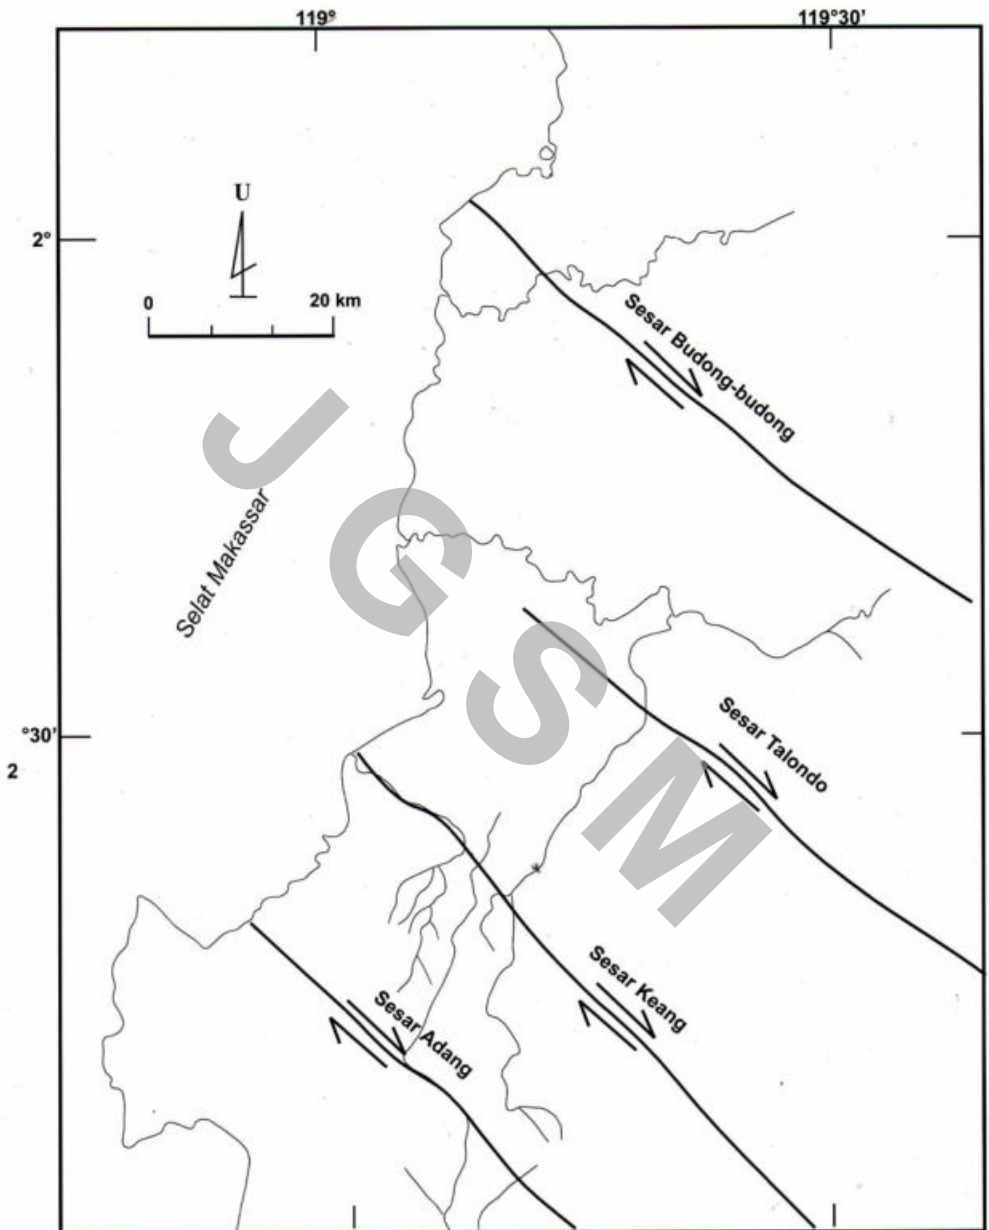 119°
119°30’
U
2°
0
20 km
Sesar Budong-budong
J G S M
Selat Makassar
Sesar Talondo
°30’
2
Sesar Keang
Sesar Adang